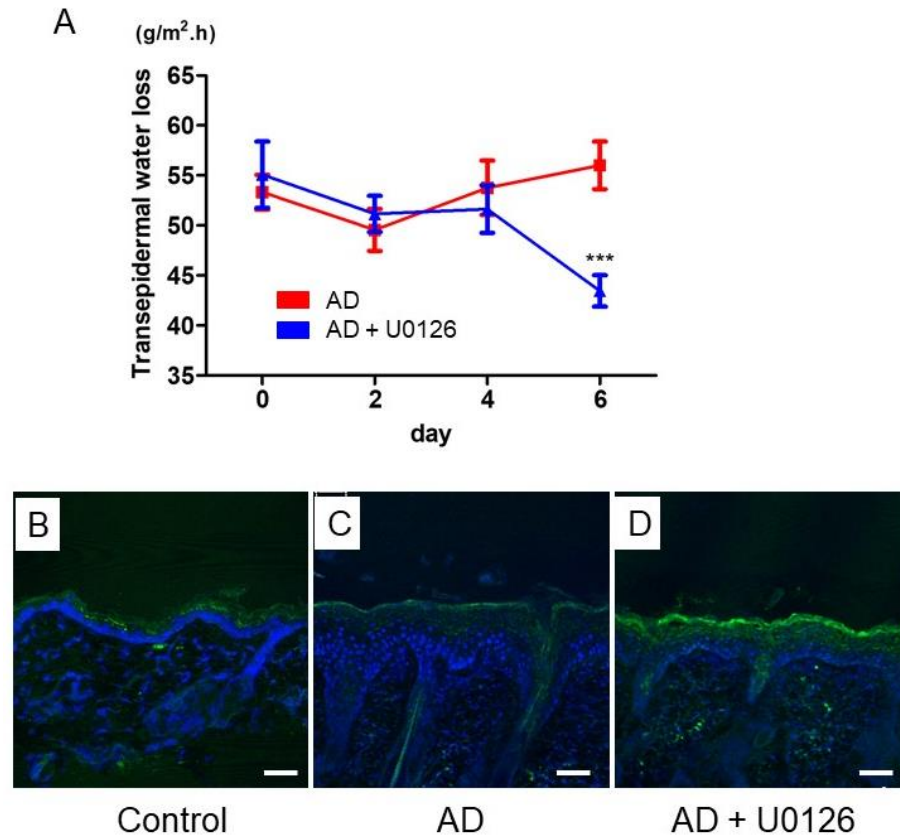 A
(g/m².h)
Transepidermal water loss
65
60
55
50
45
40
35
***
AD
AD + U0126
0 2 4 6
day
B C D
Control AD AD + U0126